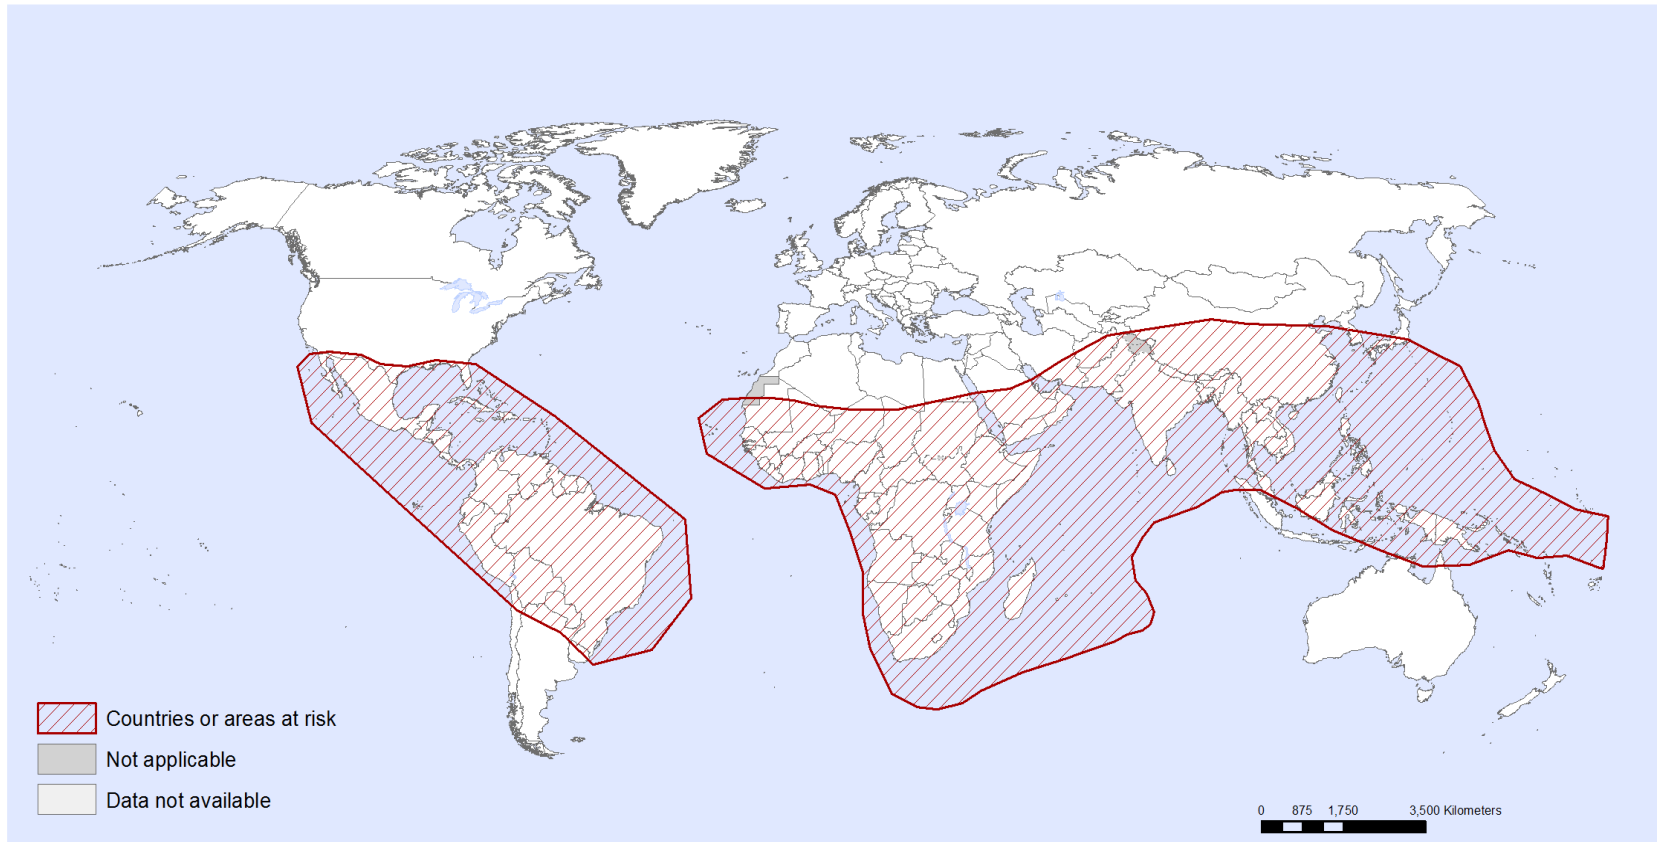 Countries or areas at risk
Not applicable
Data not available
0 875 1,750 3,500 Kilometers